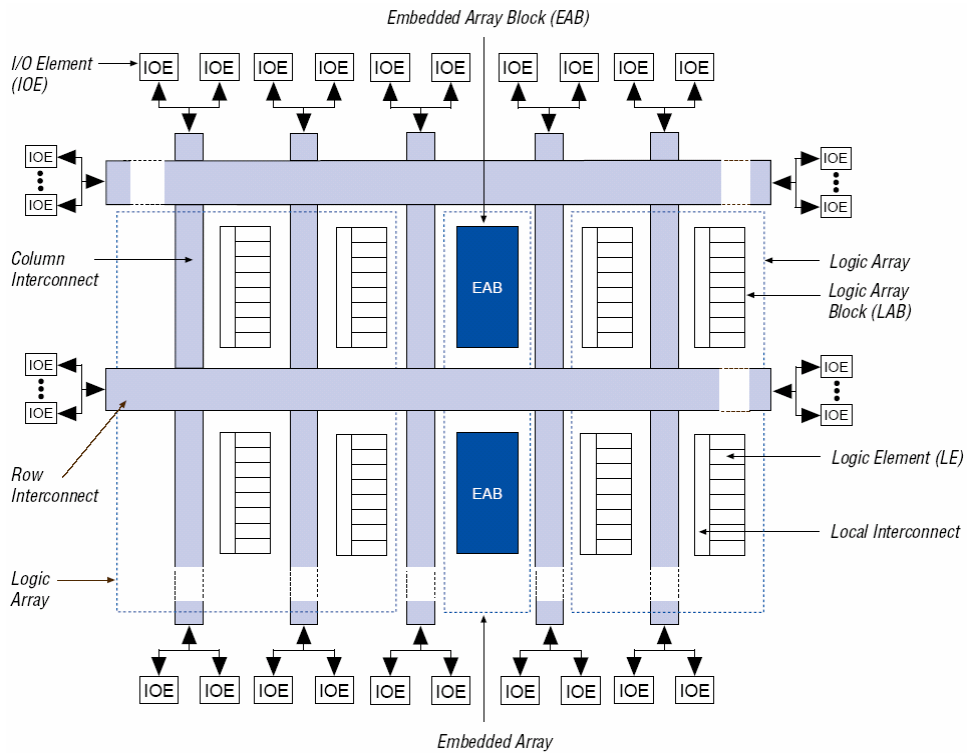 Embedded Array Block (EAB)
I/O Element
(IOE)
IOE IOE IOE IOE IOE IOE IOE IOE IOE IOE
IOE IOE
IOE IOE
Column
Interconnect
EAB
Logic Array
Logic Array
Block (LAB)
IOE IOE
IOE IOE
Row
Interconnect
EAB
Logic Element (LE)
Local Interconnect
Logic
Array
IOE IOE IOE IOE IOE IOE IOE IOE IOE IOE
Embedded Array